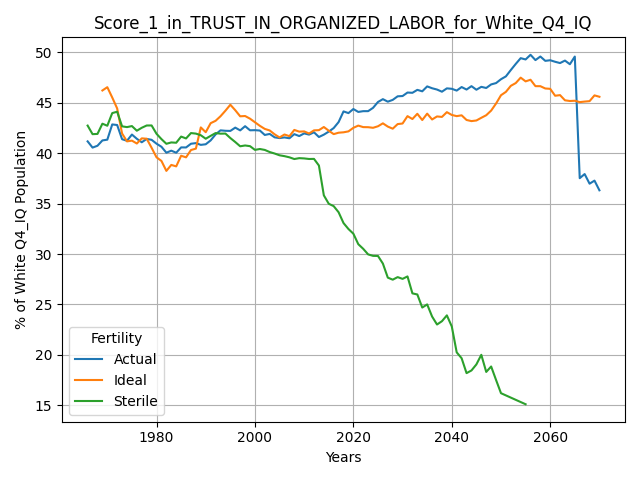 Score_1_in_TRUST_IN_ORGANIZED_LABOR_for_White_Q4_IQ
% of White Q4_IQ Population
50
45
40
35
30
25
20
15
Fertility
Actual
Ideal
Sterile
1980 2000 2020 2040 2060
Years